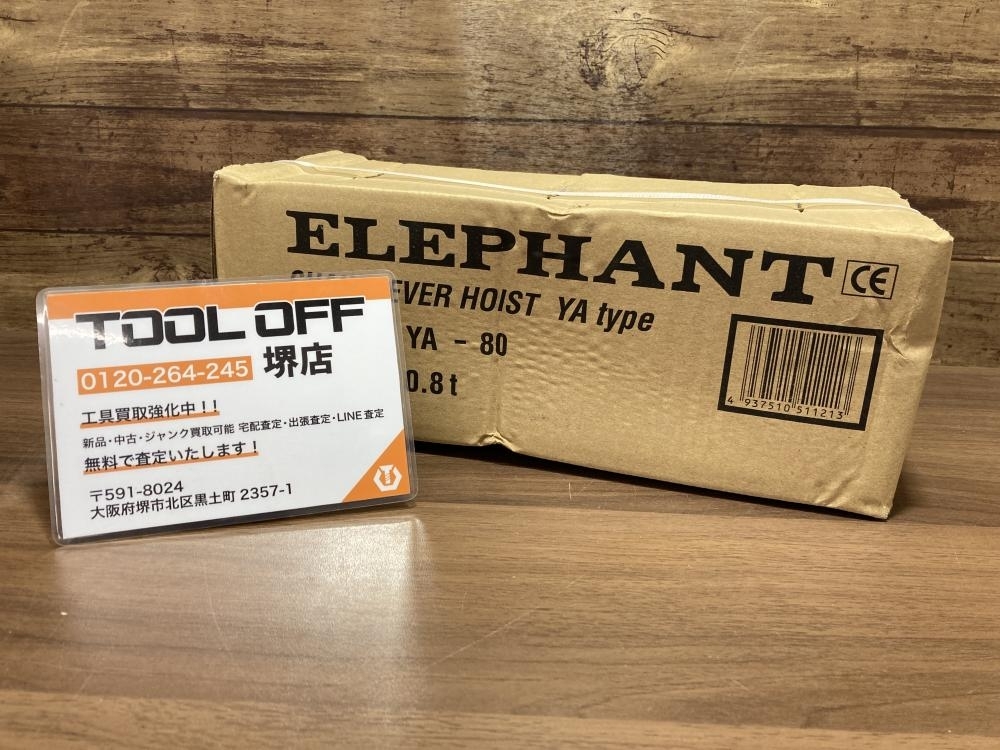 ELEPHANT CE
LEVER HOIST YA type
YA - 80
0.8 t
4 937510 511213
TOOL OFF
0120-264-245 堺店
工具買取強化中!!
新品・中古・ジャンク買取可能 宅配査定・出張査定・LINE査定
無料で査定いたします!
〒591-8024
大阪府堺市北区黒土町 2357-1